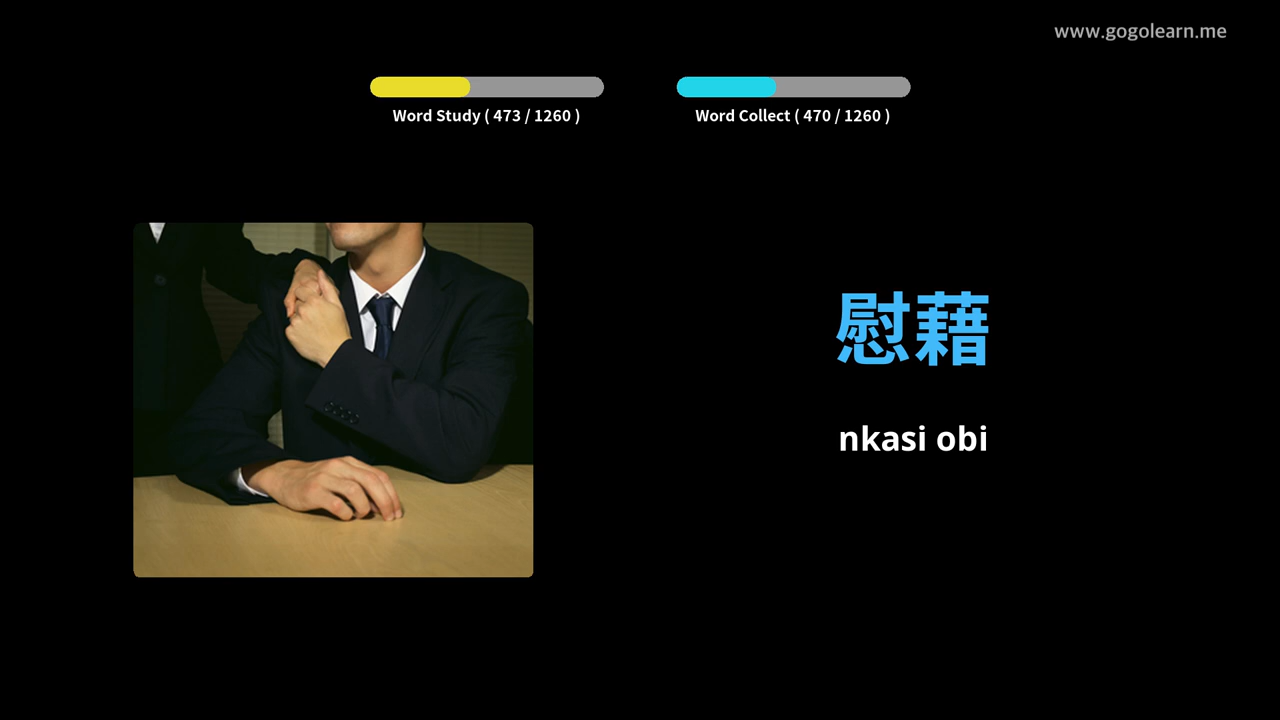 www.gogolearn.me
Word Study ( 473 / 1260 )
Word Collect ( 470 / 1260 )
慰藉
nkasi obi